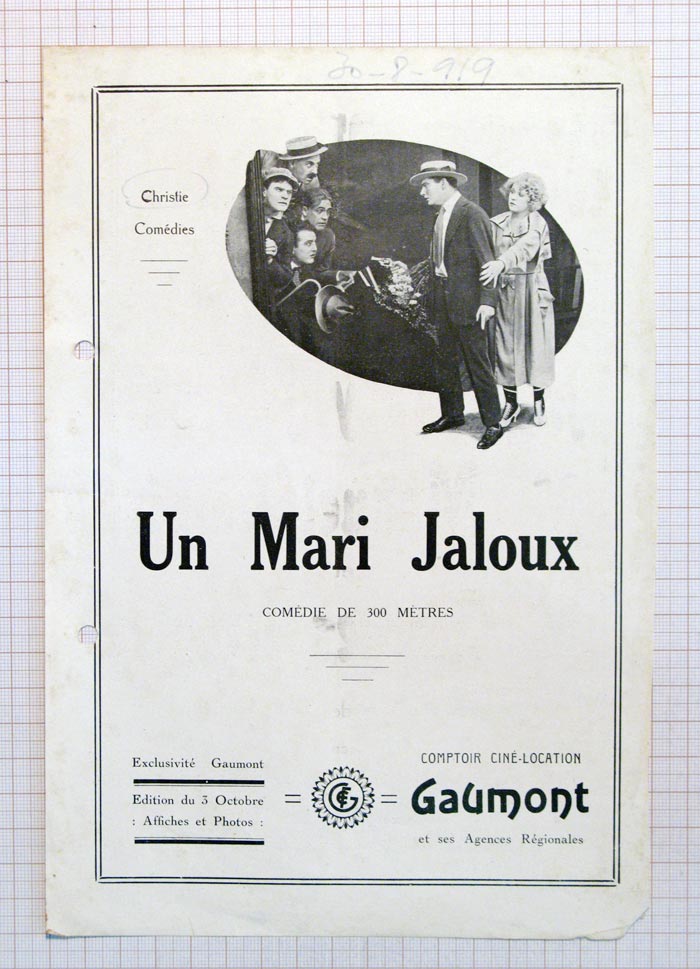 30-8-919
Christie
Comédies
Un Mari Jaloux
COMÉDIE DE 300 MÈTRES
Exclusivité Gaumont
Edition du 3 Octobre
: Affiches et Photos :
COMPTOIR CINÉ-LOCATION
Gaumont
et ses Agences Régionales